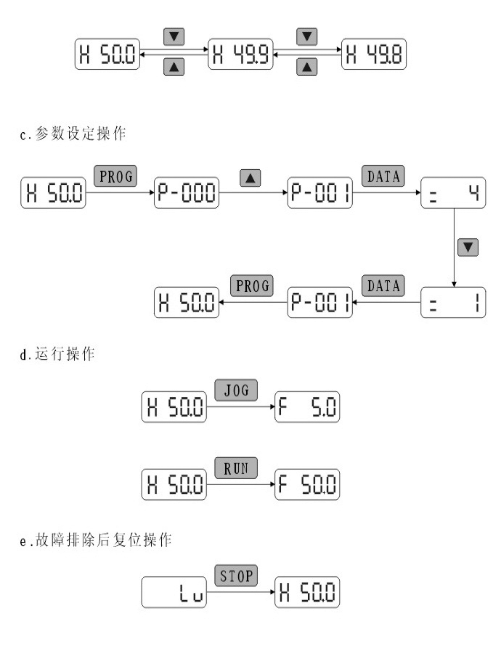 ▼ ▼
H 50.0 H 49.9 H 49.8
▲ ▲
c.参数设定操作
PROG ▲ DATA
H 50.0 P-000 P-001 = 4
▼
PROG DATA
H 50.0 P-001 = 1
d.运行操作
JOG
H 50.0 F 5.0
RUN
H 50.0 F 50.0
e.故障排除后复位操作
STOP
Lu H 50.0